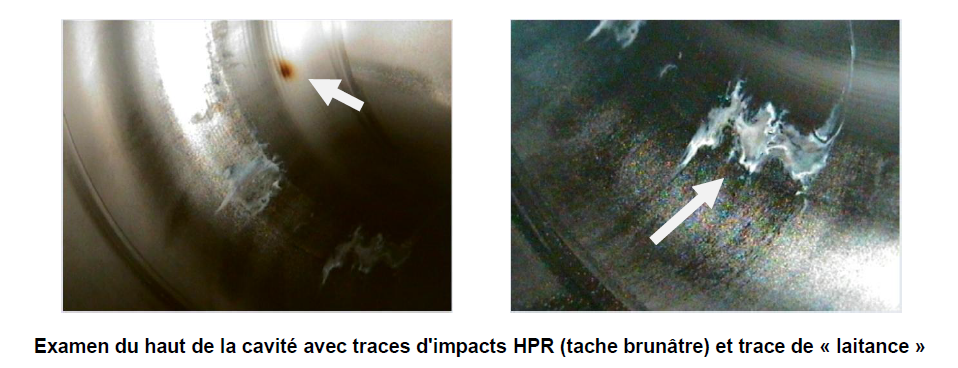 Examen du haut de la cavité avec traces d'impacts HPR (tache brunâtre) et trace de « laitance »